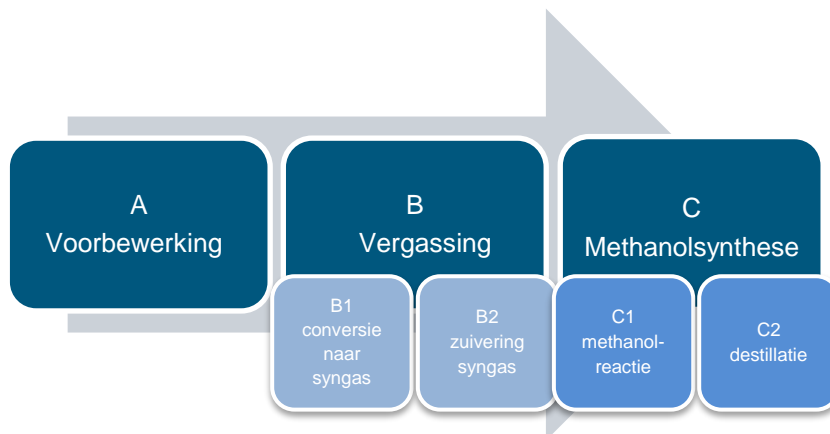 A
Voorbewerking
B
Vergassing
C
Methanolsynthese
B1
conversie
naar
syngas
B2
zuivering
syngas
C1
methanol-
reactie
C2
destillatie